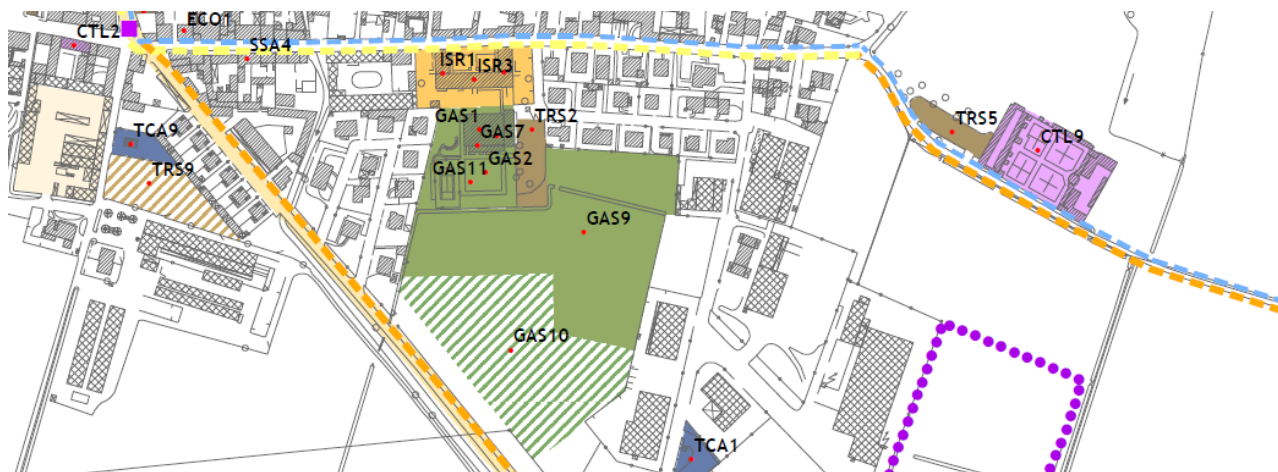 ECO1
CTL2
SSA4
ISR1
ISR3
GAS1
GAS7
TRS2
TRS5
CTL9
TCA9
TRS9
GAS2
GAS11
GAS9
GAS10
TCA1